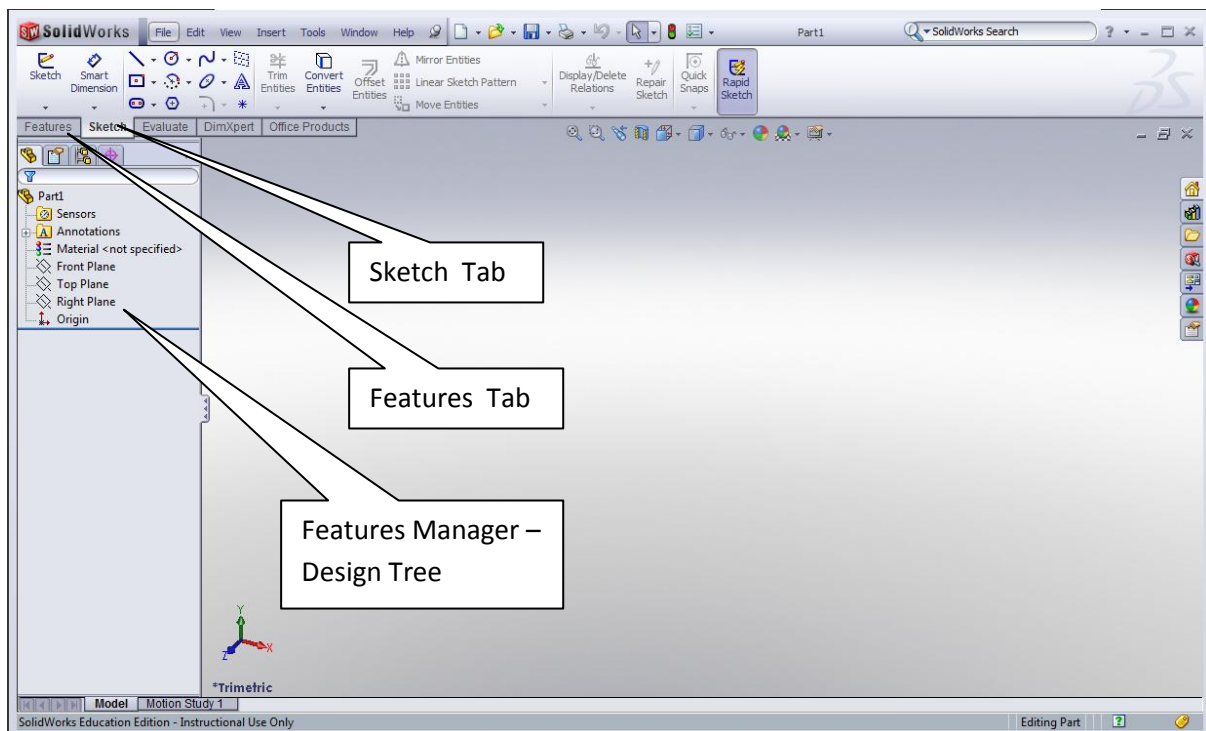 SolidWorks File Edit View Insert Tools Window Help Part1 SolidWorks Search ?
Sketch Smart Dimension Trim Entities Convert Entities Offset Entities Mirror Entities Linear Sketch Pattern Move Entities Display/Delete Relations Repair Sketch Quick Snaps Rapid Sketch
Features Sketch Evaluate DimXpert Office Products
Part1
Sensors
A Annotations
Material <not specified>
Front Plane
Top Plane
Right Plane
Origin
Sketch Tab
Features Tab
Features Manager –
Design Tree
Y
X
Z
*Trimetric
Model Motion Study 1
SolidWorks Education Edition - Instructional Use Only Editing Part ?